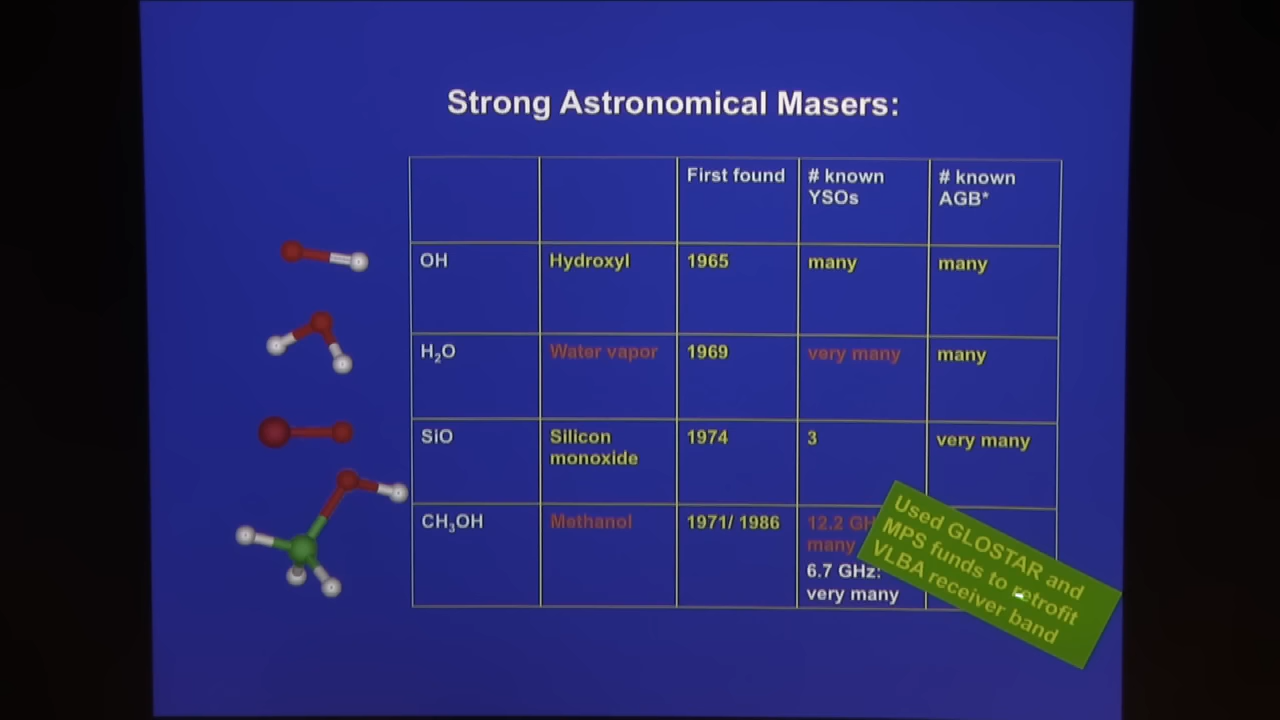 Strong Astronomical Masers:
First found
# known
YSOs
# known
AGB*
OH
Hydroxyl
1965
many
many
H₂O
Water vapor
1969
very many
many
SiO
Silicon
monoxide
1974
3
very many
CH₃OH
Methanol
1971/ 1986
12.2
many
6.7 GHz:
very many
Used GLOSTAR and
MPS funds to retrofit
VLBA receiver band